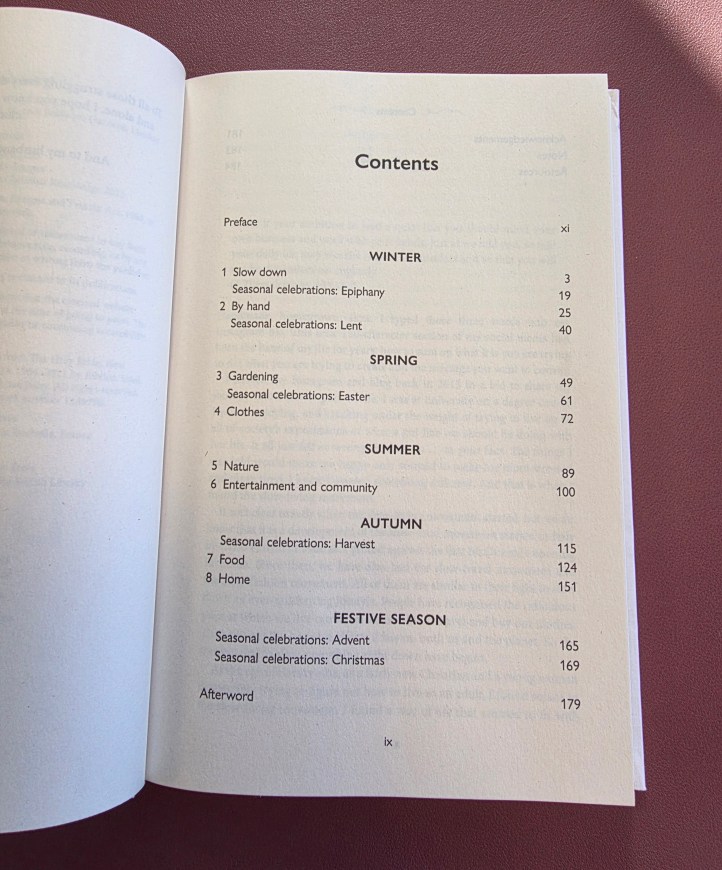 Contents
Preface xi
WINTER
1 Slow down 3
Seasonal celebrations: Epiphany 19
2 By hand 25
Seasonal celebrations: Lent 40
SPRING
3 Gardening 49
Seasonal celebrations: Easter 61
4 Clothes 72
SUMMER
5 Nature 89
6 Entertainment and community 100
AUTUMN
Seasonal celebrations: Harvest 115
7 Food 124
8 Home 151
FESTIVE SEASON
Seasonal celebrations: Advent 165
Seasonal celebrations: Christmas 169
Afterword 179
ix